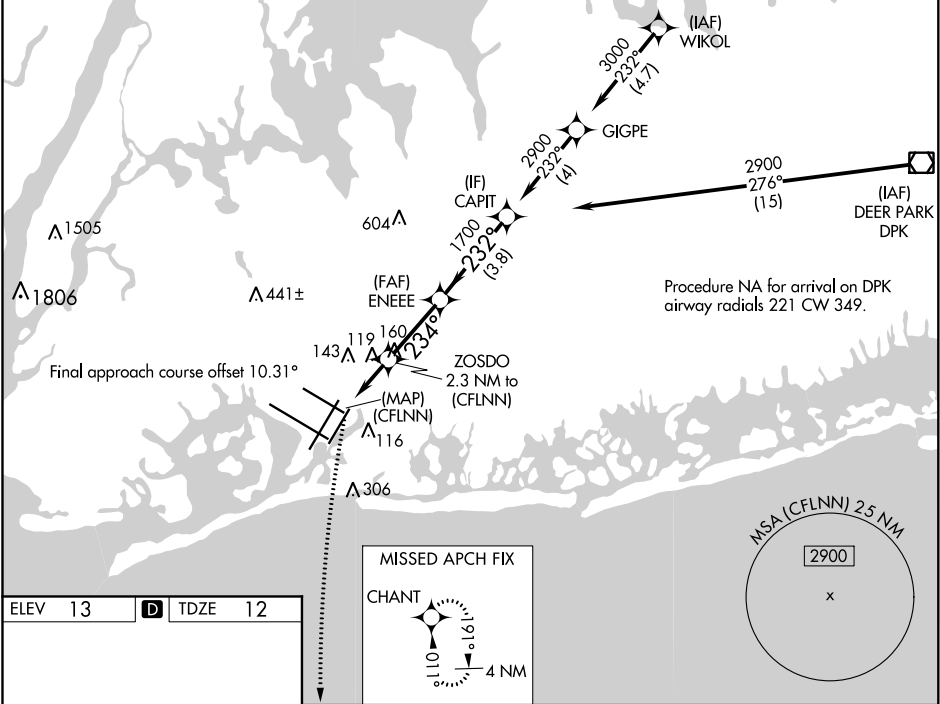 (IAF)
WIKOL
3000
232°
(4.7)
GIGPE
2900
232°
(4)
2900
276°
(15)
(IAF)
DEER PARK
DPK
(IF)
CAPIT
604
1505
1700
232°
(3.8)
(FAF)
ENEEE
1806
441±
Procedure NA for arrival on DPK
airway radials 221 CW 349.
234°
160
119
143
ZOSDO
2.3 NM to
(CFLNN)
Final approach course offset 10.31°
(MAP)
(CFLNN)
116
306
MSA (CFLNN) 25 NM
2900
x
MISSED APCH FIX
CHANT
191°
011°
4 NM
ELEV 13 D TDZE 12